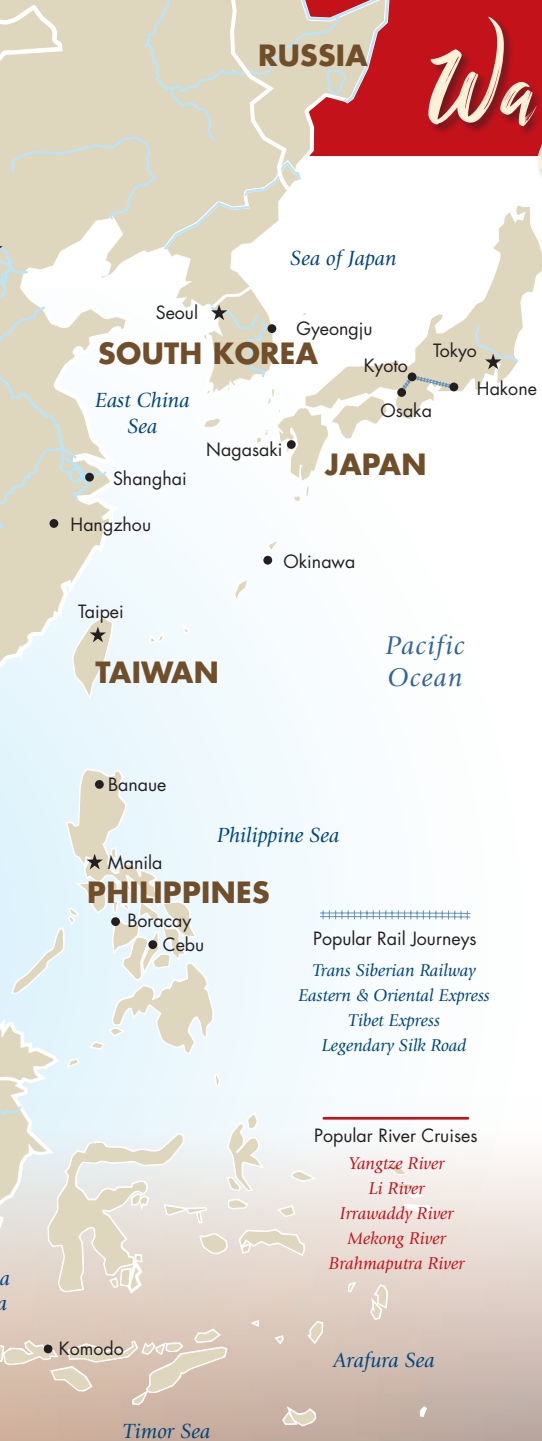 RUSSIA
Wa
Sea of Japan
Seoul
Gyeongju
SOUTH KOREA
Tokyo
Kyoto
Hakone
East China
Sea
Osaka
Nagasaki
JAPAN
Shanghai
Hangzhou
Okinawa
Taipei
Pacific
Ocean
TAIWAN
Banaue
Philippine Sea
Manila
PHILIPPINES
Boracay
Cebu
Popular Rail Journeys
Trans Siberian Railway
Eastern & Oriental Express
Tibet Express
Legendary Silk Road
Popular River Cruises
Yangtze River
Li River
Irrawaddy River
Mekong River
Brahmaputra River
a
a
Komodo
Arafura Sea
Timor Sea